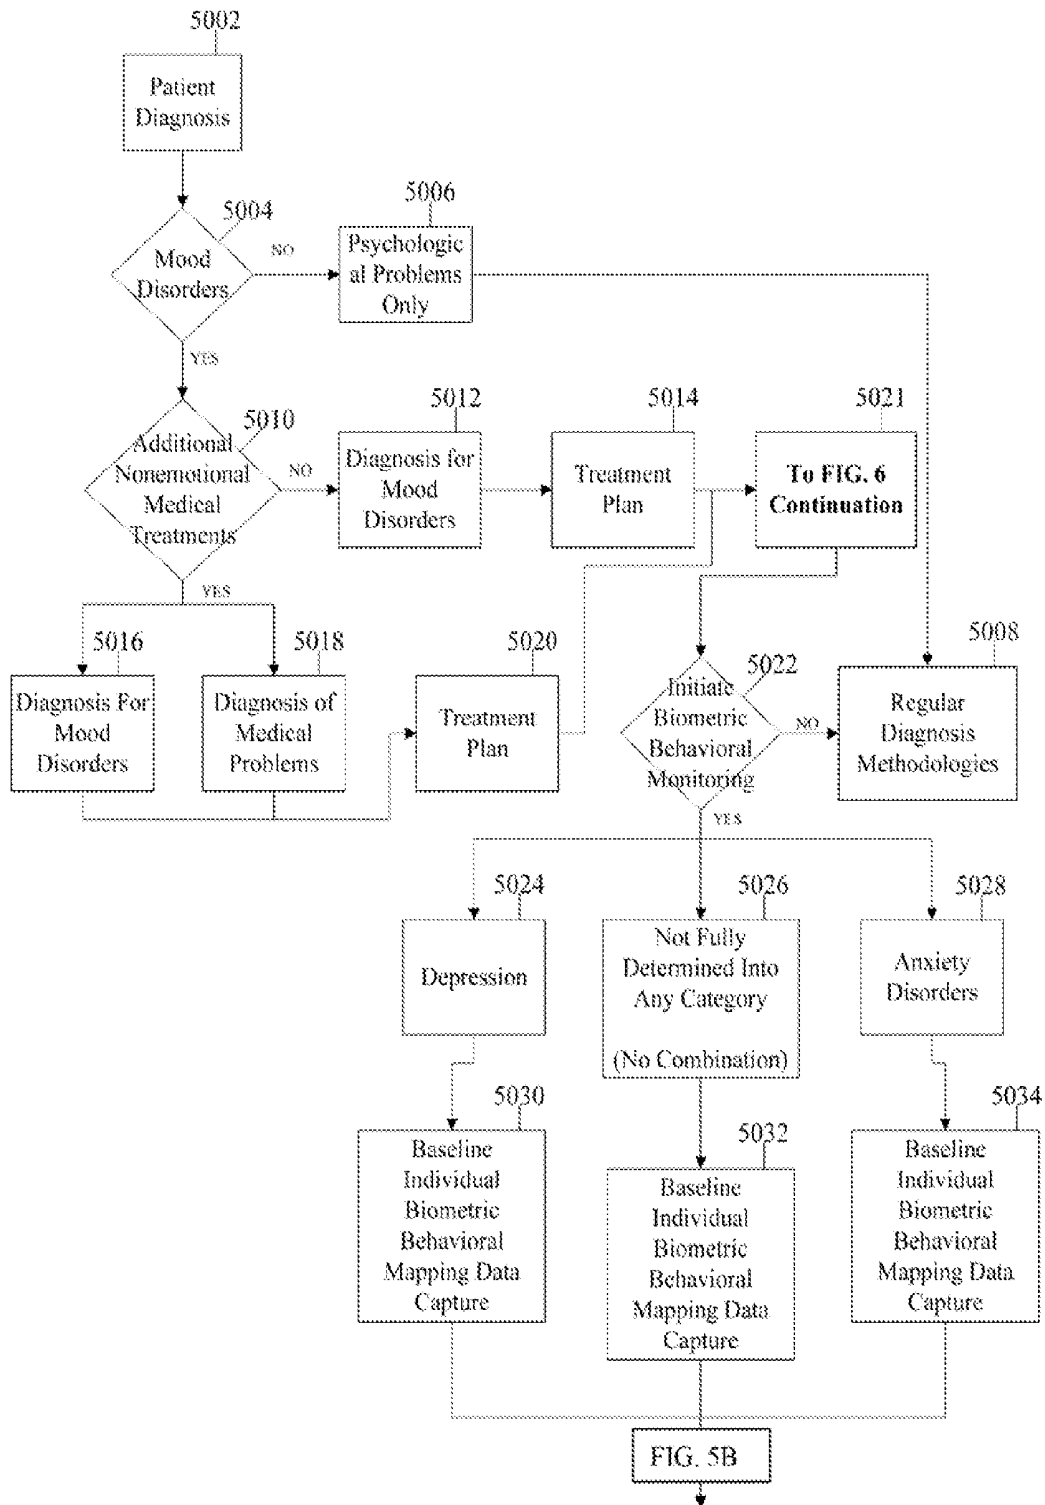 5002
Patient
Diagnosis
5004
Mood
Disorders
NO
5006
Psychologic
al Problems
Only
YES
5010
Additional
Nonemotional
Medical
Treatments
NO
5012
Diagnosis for
Mood
Disorders
5014
Treatment
Plan
5021
To FIG. 6
Continuation
YES
5016
Diagnosis For
Mood
Disorders
5018
Diagnosis of
Medical
Problems
5020
Treatment
Plan
5022
Initiate
Biometric
Behavioral
Monitoring
NO
5008
Regular
Diagnosis
Methodologies
YES
5024
Depression
5026
Not Fully
Determined Into
Any Category
(No Combination)
5028
Anxiety
Disorders
5030
Baseline
Individual
Biometric
Behavioral
Mapping Data
Capture
5032
Baseline
Individual
Biometric
Behavioral
Mapping Data
Capture
5034
Baseline
Individual
Biometric
Behavioral
Mapping Data
Capture
FIG. 5B